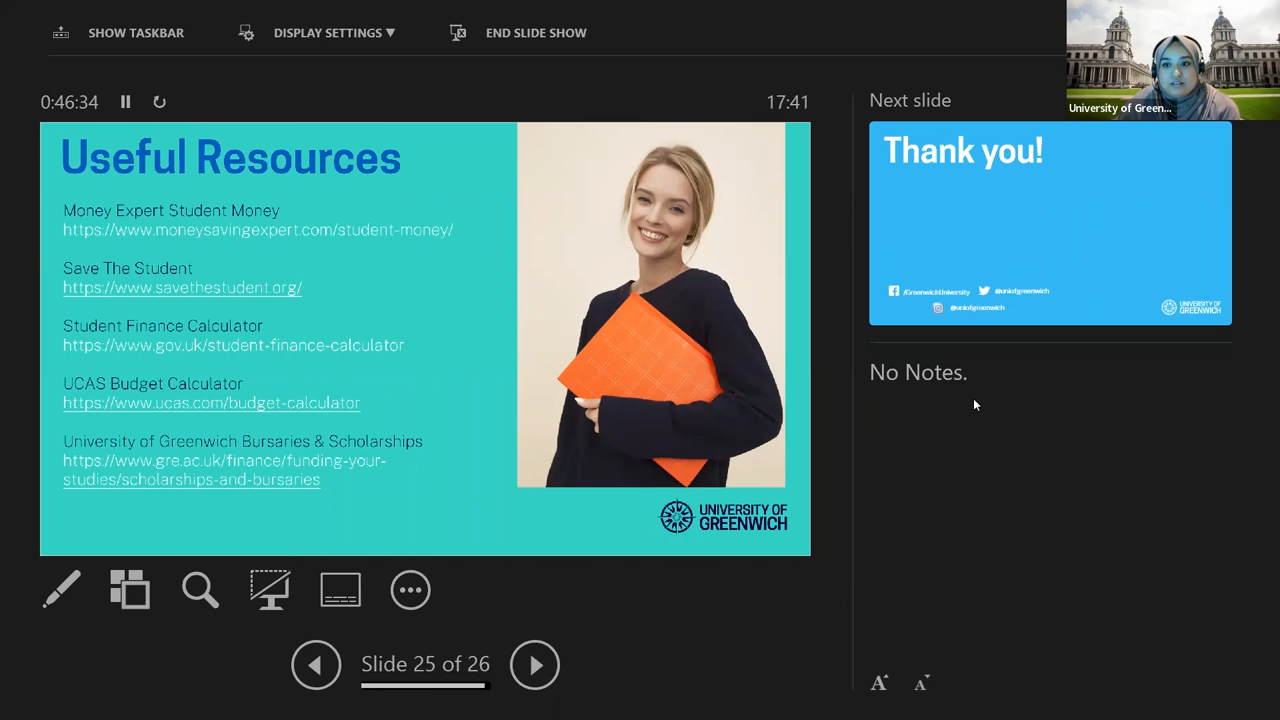 SHOW TASKBAR
DISPLAY SETTINGS ▼
END SLIDE SHOW
University of Green...
0:46:34
17:41
Useful Resources
Money Expert Student Money
https://www.moneysavingexpert.com/student-money/
Save The Student
https://www.savethestudent.org/
Student Finance Calculator
https://www.gov.uk/student-finance-calculator
UCAS Budget Calculator
https://www.ucas.com/budget-calculator
University of Greenwich Bursaries & Scholarships
https://www.gre.ac.uk/finance/funding-your-
studies/scholarships-and-bursaries
UNIVERSITY OF
GREENWICH
Next slide
Thank you!
/GreenwichUniversity
@uniofgreenwich
@uniofgreenwich
UNIVERSITY OF
GREENWICH
No Notes.
Slide 25 of 26
A
A